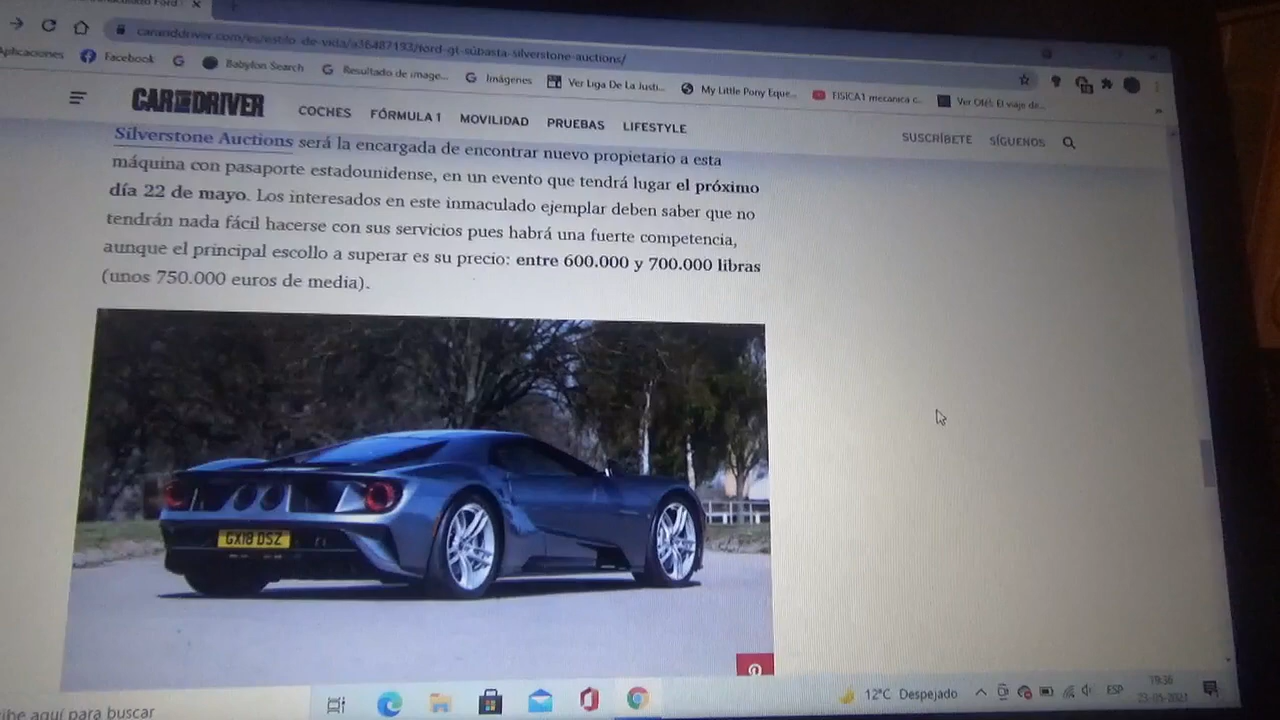 caranddriver.com/es/estilo-de-vida/a36487193/ford-gt-subasta-silverstone-auctions/
Aplicaciones Facebook Babylon Search Resultado de image... Imágenes Ver Liga De La Justi... My Little Pony Eque... FISICA1 mecanica c... Ver Olé!: El viaje de...
CAR AND DRIVER COCHES FÓRMULA 1 MOVILIDAD PRUEBAS LIFESTYLE SUSCRÍBETE SÍGUENOS
Silverstone Auctions será la encargada de encontrar nuevo propietario a esta
máquina con pasaporte estadounidense, en un evento que tendrá lugar el próximo
día 22 de mayo. Los interesados en este inmaculado ejemplar deben saber que no
tendrán nada fácil hacerse con sus servicios pues habrá una fuerte competencia,
aunque el principal escollo a superar es su precio: entre 600.000 y 700.000 libras
(unos 750.000 euros de media).
GX18 DSZ
12°C Despejado ESP
19:36
aquí para buscar